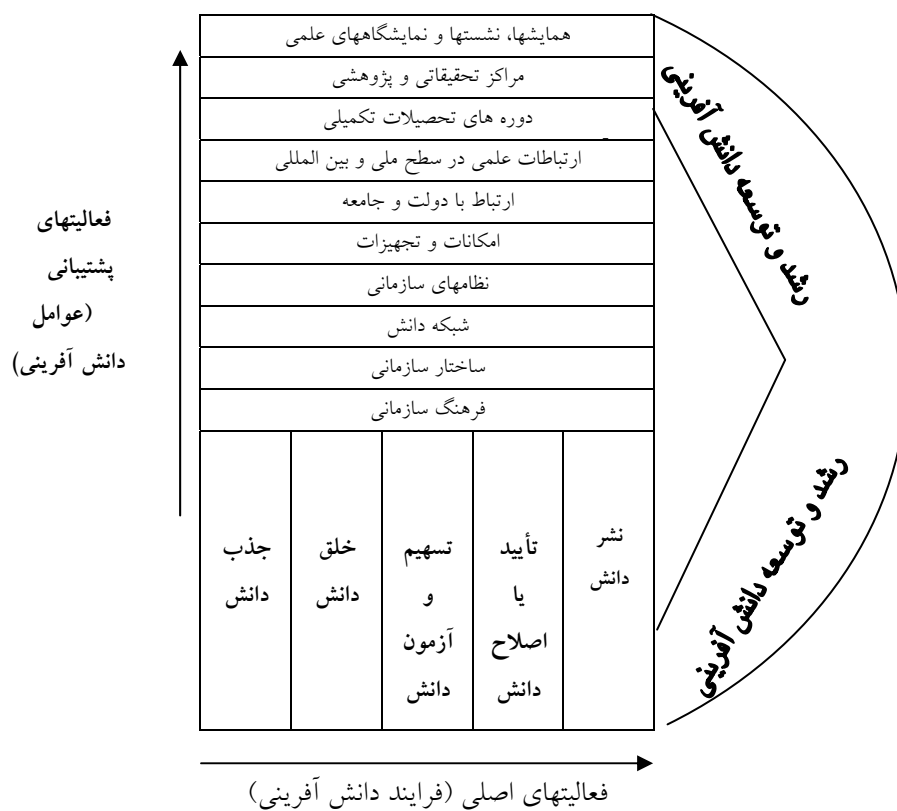 همایشها، نشستها و نمایشگاههای علمی
مراکز تحقیقاتی و پژوهشی
دوره های تحصیلات تکمیلی
ارتباطات علمی در سطح ملی و بین المللی
ارتباط با دولت و جامعه
امکانات و تجهیزات
نظامهای سازمانی
شبکه دانش
ساختار سازمانی
فرهنگ سازمانی
رشد و توسعه دانش آفرینی
رشد و توسعه دانش آفرینی
فعالیتهای
پشتیبانی
(عوامل
دانش آفرینی)
نشر
دانش
تأیید
یا
اصلاح
دانش
تسهیم
و
آزمون
دانش
خلق
دانش
جذب
دانش
فعالیتهای اصلی (فرایند دانش آفرینی)